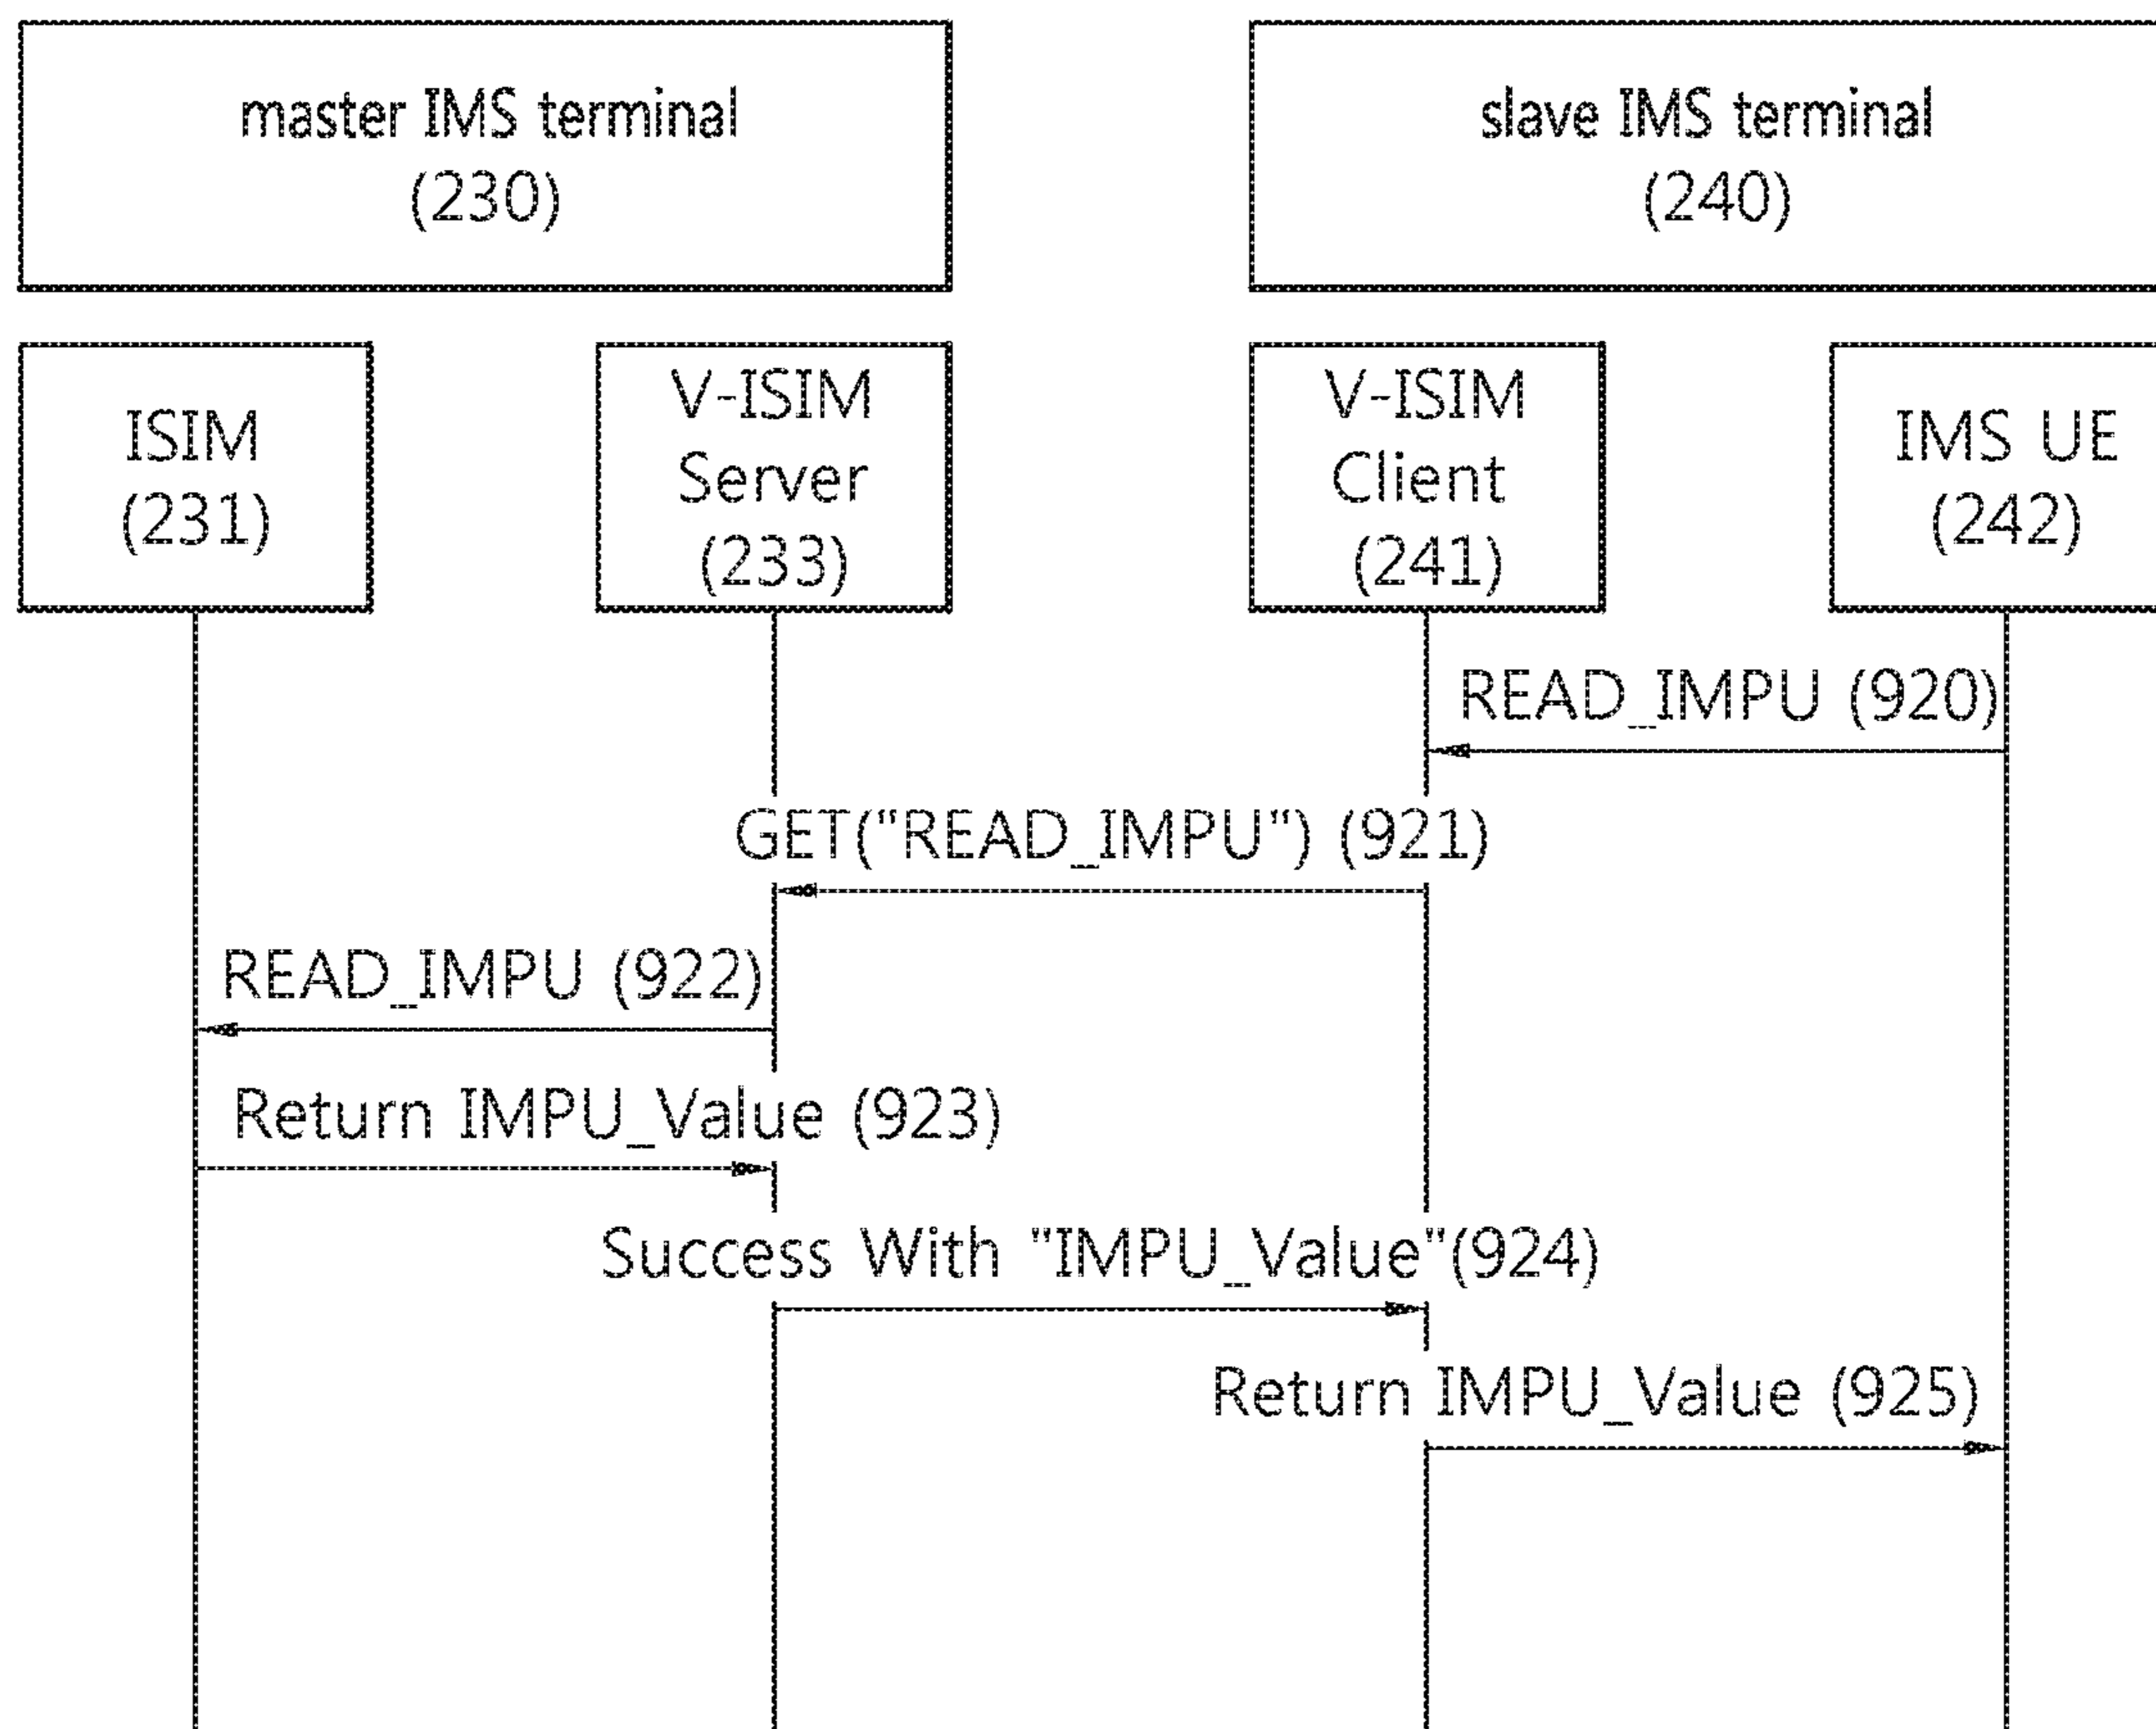 master IMS terminal
(230)
slave IMS terminal
(240)
ISIM
(231)
V-ISIM
Server
(233)
V-ISIM
Client
(241)
IMS UE
(242)
READ_IMPU (920)
GET("READ_IMPU") (921)
READ_IMPU (922)
Return IMPU_Value (923)
Success With "IMPU_Value"(924)
Return IMPU_Value (925)